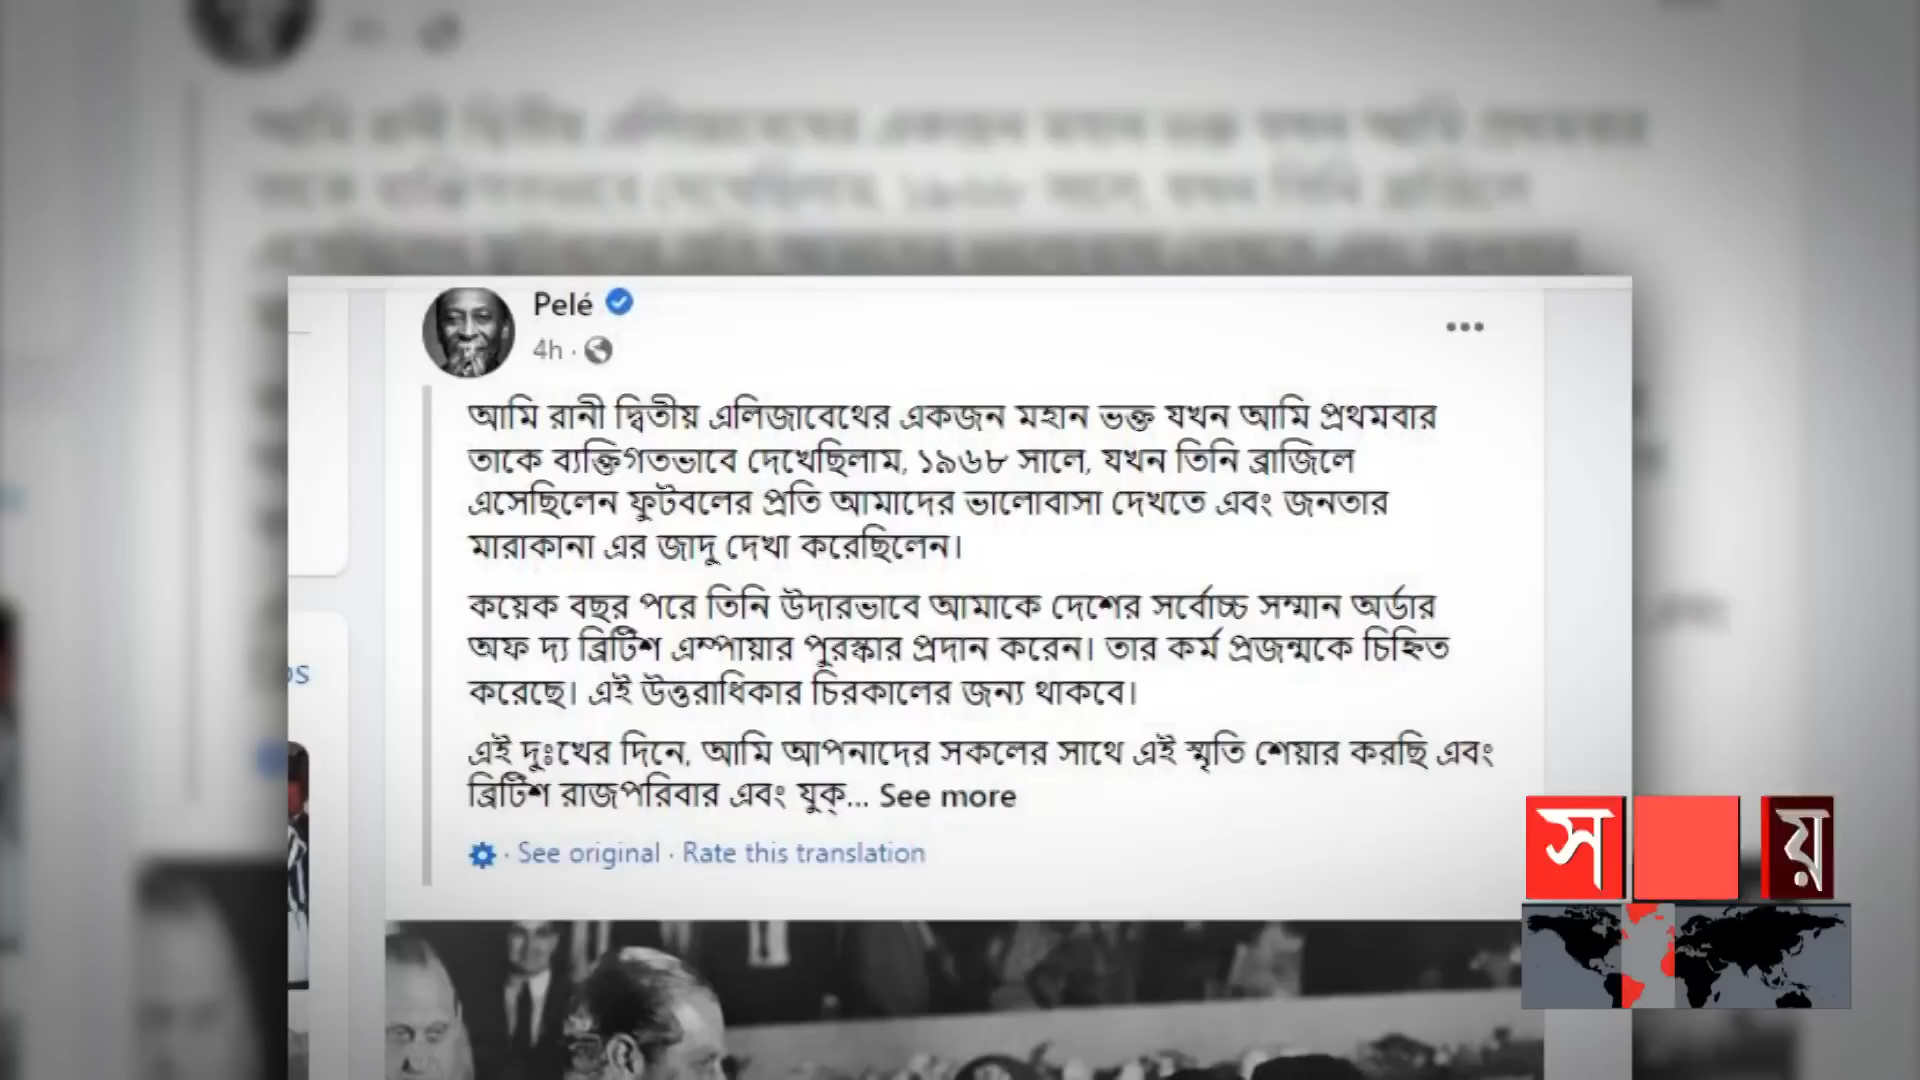 Pelé
4h ·
আমি রানী দ্বিতীয় এলিজাবেথের একজন মহান ভক্ত যখন আমি প্রথমবার
তাকে ব্যক্তিগতভাবে দেখেছিলাম, ১৯৬৮ সালে, যখন তিনি ব্রাজিলে
এসেছিলেন ফুটবলের প্রতি আমাদের ভালোবাসা দেখতে এবং জনতার
মারাকানা এর জাদু দেখা করেছিলেন।
কয়েক বছর পরে তিনি উদারভাবে আমাকে দেশের সর্বোচ্চ সম্মান অর্ডার
অফ দ্য ব্রিটিশ এম্পায়ার পুরস্কার প্রদান করেন। তার কর্ম প্রজন্মকে চিহ্নিত
করেছে। এই উত্তরাধিকার চিরকালের জন্য থাকবে।
এই দুঃখের দিনে, আমি আপনাদের সকলের সাথে এই স্মৃতি শেয়ার করছি এবং
ব্রিটিশ রাজপরিবার এবং যুক্... See more
· See original · Rate this translation
স য়